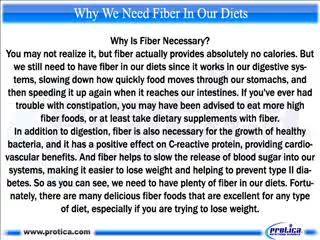 Why We Need Fiber In Our Diets
Why Is Fiber Necessary?
You may not realize it, but fiber actually provides absolutely no calories. But
we still need to have fiber in our diets since it works in our digestive sys-
tems, slowing down how quickly food moves through our stomachs, and
then speeding it up again when it reaches our intestines. If you've ever had
trouble with constipation, you may have been advised to eat more high
fiber foods, or at least take dietary supplements with fiber.
In addition to digestion, fiber is also necessary for the growth of healthy
bacteria, and it has a positive effect on C-reactive protein, providing cardio-
vascular benefits. And fiber helps to slow the release of blood sugar into our
systems, making it easier to lose weight and helping to prevent type II dia-
betes. So as you can see, we need to have plenty of fiber in our diets. Fortu-
nately, there are many delicious fiber foods that are excellent for any type
of diet, especially if you are trying to lose weight.
www.protica.com
protica